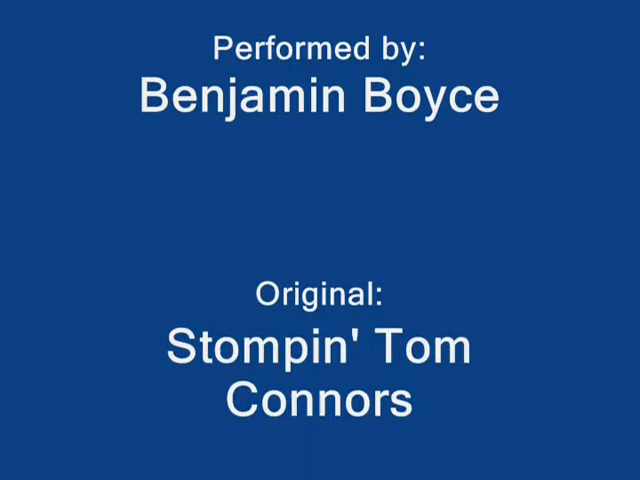 Performed by:
Benjamin Boyce
Original:
Stompin' Tom
Connors